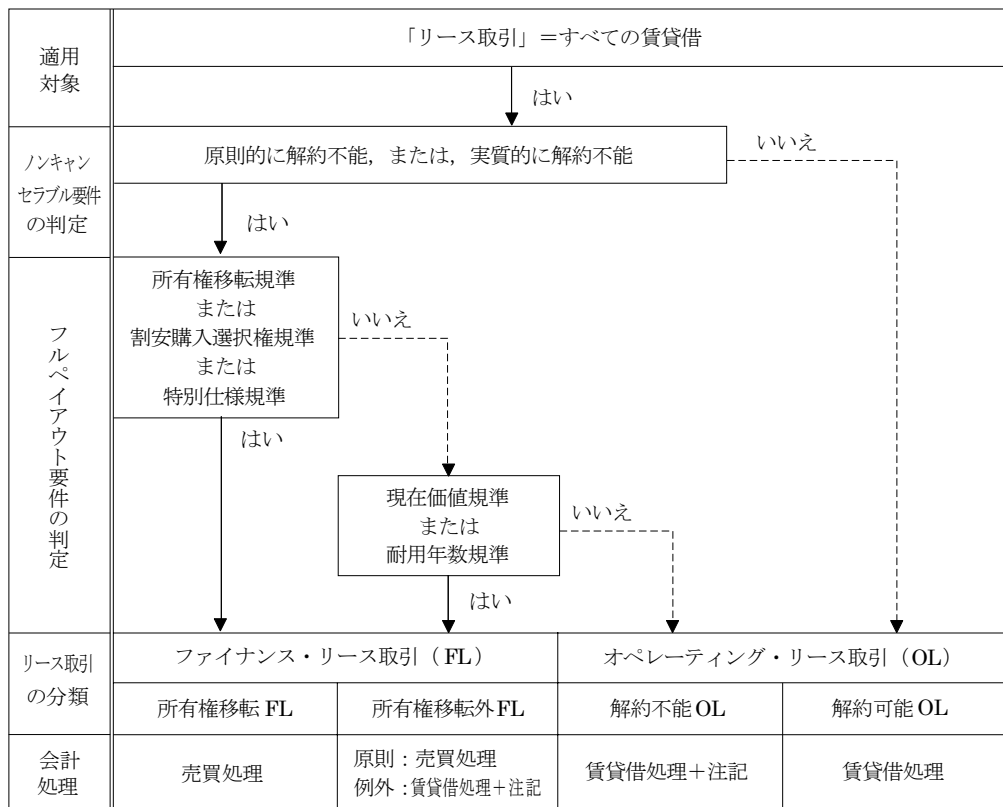 適用
対象
「リース取引」＝すべての賃貸借
はい
ノンキャン
セラブル要件
の判定
原則的に解約不能，または，実質的に解約不能
いいえ
はい
フルペイアウト要件の判定
所有権移転規準
または
割安購入選択権規準
または
特別仕様規準
いいえ
はい
現在価値規準
または
耐用年数規準
いいえ
はい
リース取引
の分類
ファイナンス・リース取引（FL）
オペレーティング・リース取引（OL）
所有権移転 FL
所有権移転外 FL
解約不能 OL
解約可能 OL
会計
処理
売買処理
原則：売買処理
例外：賃貸借処理＋注記
賃貸借処理＋注記
賃貸借処理